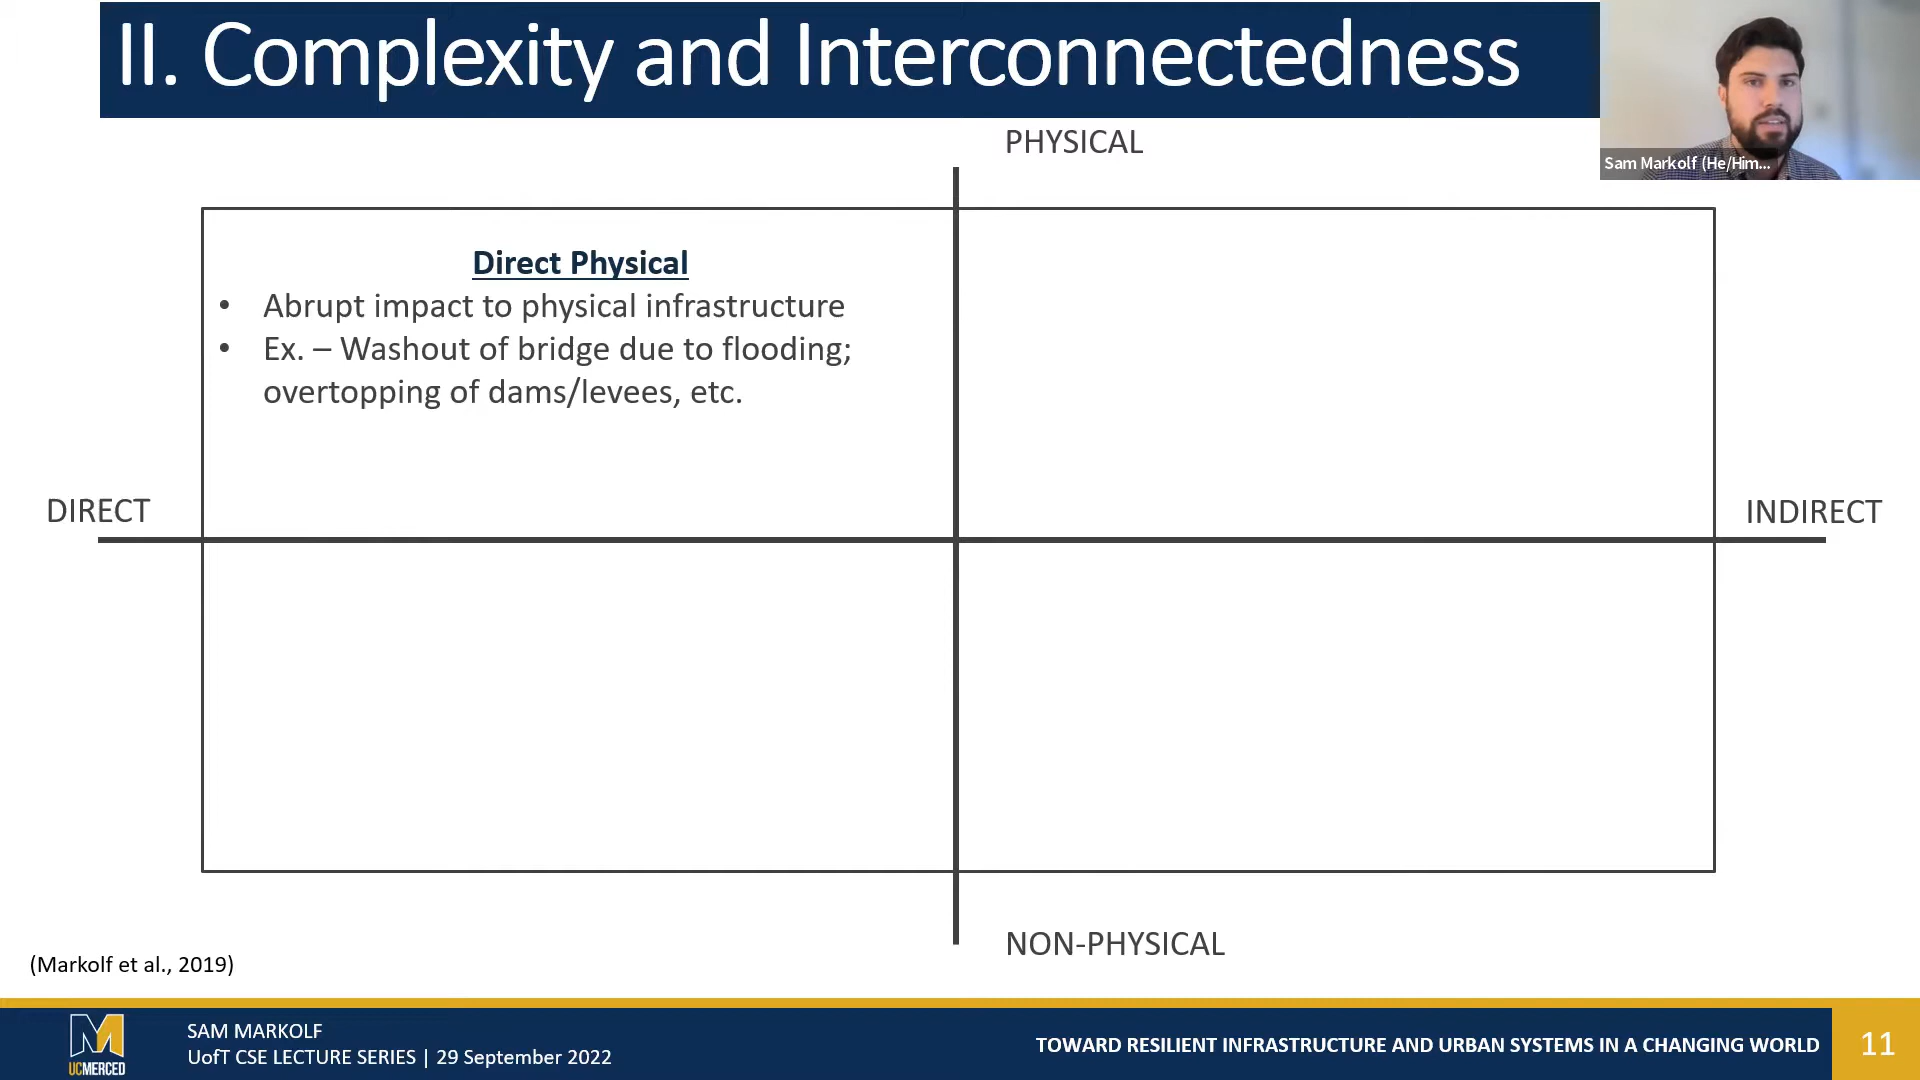 II. Complexity and Interconnectedness
Sam Markolf (He/Him...
PHYSICAL
Direct Physical
• Abrupt impact to physical infrastructure
• Ex. – Washout of bridge due to flooding;
overtopping of dams/levees, etc.
DIRECT
INDIRECT
NON-PHYSICAL
(Markolf et al., 2019)
UCMERCED
SAM MARKOLF
UofT CSE LECTURE SERIES | 29 September 2022
TOWARD RESILIENT INFRASTRUCTURE AND URBAN SYSTEMS IN A CHANGING WORLD
11